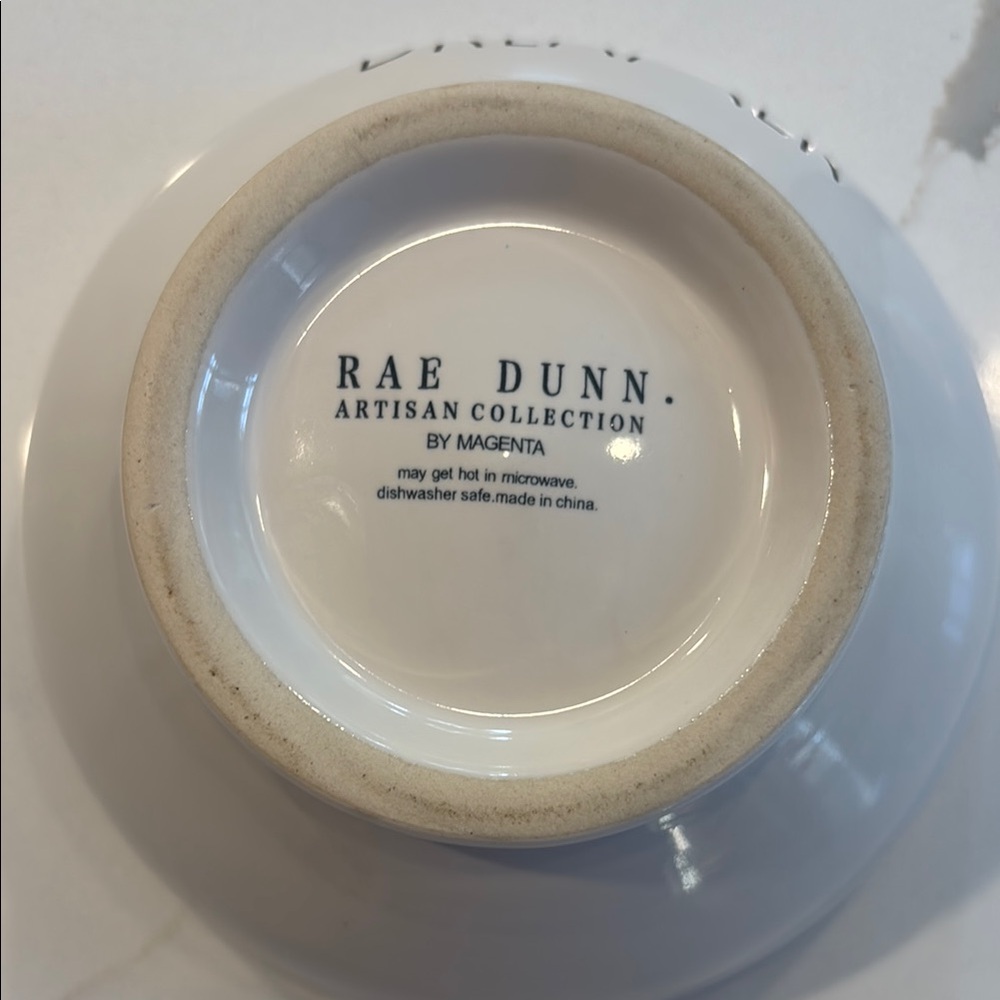 RAE DUNN.
ARTISAN COLLECTION
BY MAGENTA
may get hot in microwave.
dishwasher safe.made in china.